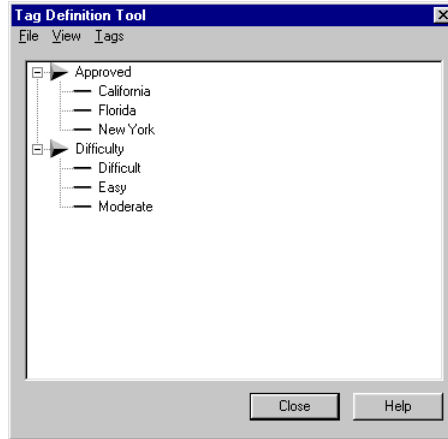 Tag Definition Tool
File View Tags
Approved
California
Florida
New York
Difficulty
Difficult
Easy
Moderate
Close Help